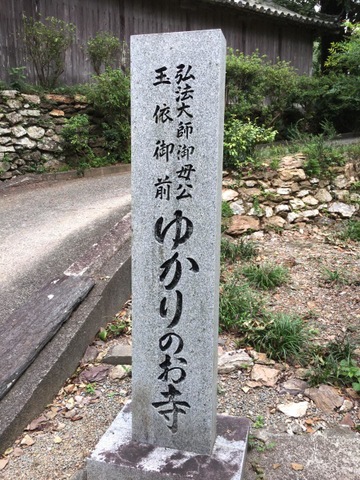 弘法大師御母公
玉依御前
ゆかりのお寺